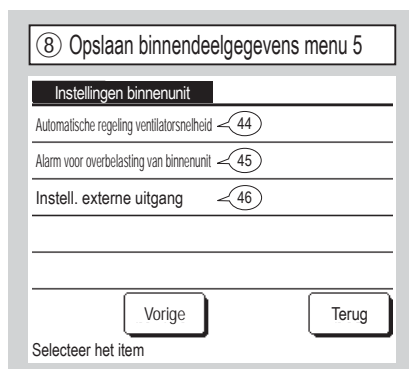 ⑧ Opslaan binnendeelgegevens menu 5
Instellingen binnenunit
Automatische regeling ventilatorsnelheid 44
Alarm voor overbelasting van binnenunit 45
Instell. externe uitgang 46
Vorige Terug
Selecteer het item